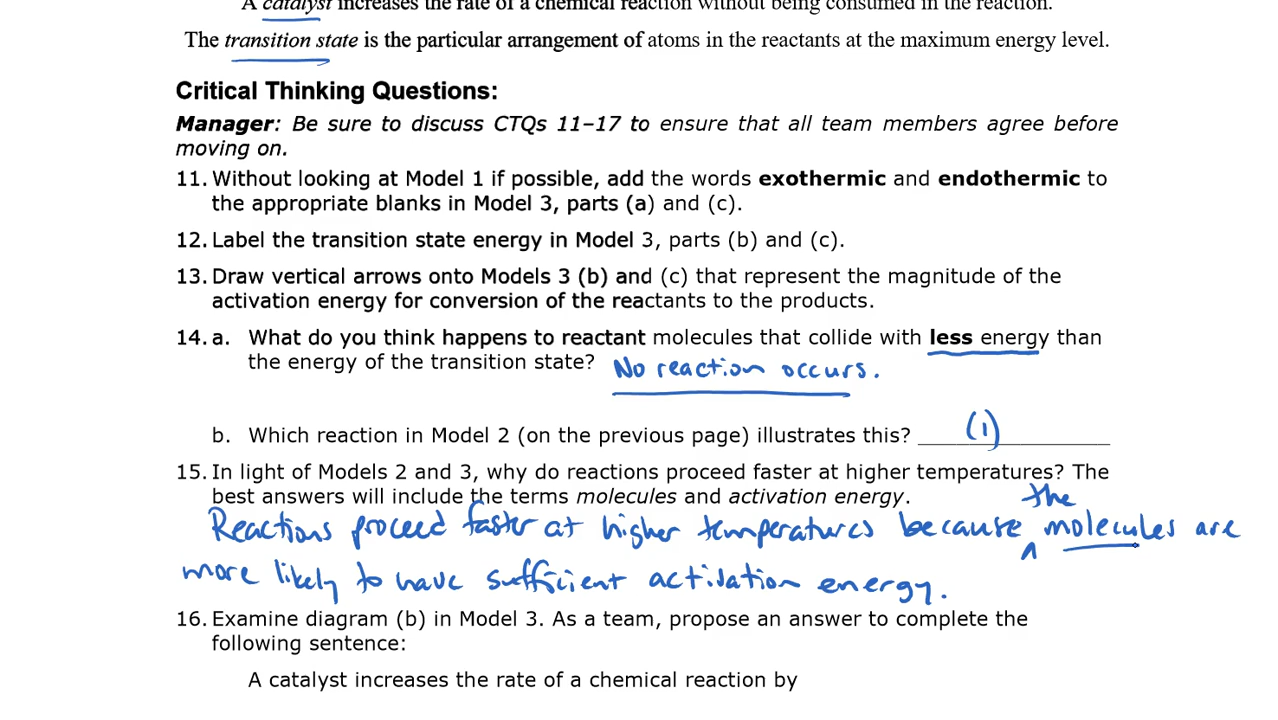 A catalyst increases the rate of a chemical reaction without being consumed in the reaction.
The transition state is the particular arrangement of atoms in the reactants at the maximum energy level.
Critical Thinking Questions:
Manager: Be sure to discuss CTQs 11–17 to ensure that all team members agree before
moving on.
11. Without looking at Model 1 if possible, add the words exothermic and endothermic to
the appropriate blanks in Model 3, parts (a) and (c).
12. Label the transition state energy in Model 3, parts (b) and (c).
13. Draw vertical arrows onto Models 3 (b) and (c) that represent the magnitude of the
activation energy for conversion of the reactants to the products.
14. a. What do you think happens to reactant molecules that collide with less energy than
the energy of the transition state? No reaction occurs.
b. Which reaction in Model 2 (on the previous page) illustrates this? (1)
15. In light of Models 2 and 3, why do reactions proceed faster at higher temperatures? The
best answers will include the terms molecules and activation energy.
Reactions proceed faster at higher temperatures because the molecules are
more likely to have sufficient activation energy.
16. Examine diagram (b) in Model 3. As a team, propose an answer to complete the
following sentence:
A catalyst increases the rate of a chemical reaction by